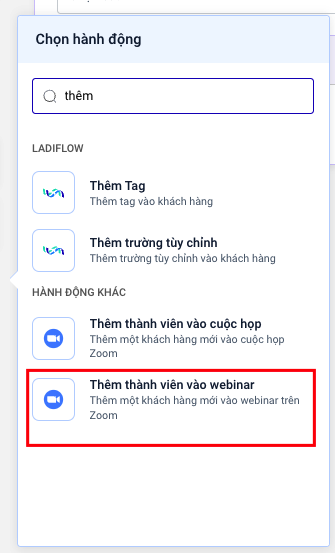 Chọn hành động
thêm
LADIFLOW
Thêm Tag
Thêm tag vào khách hàng
Thêm trường tùy chỉnh
Thêm trường tùy chỉnh vào khách hàng
HÀNH ĐỘNG KHÁC
Thêm thành viên vào cuộc họp
Thêm một khách hàng mới vào cuộc họp
Zoom
Thêm thành viên vào webinar
Thêm một khách hàng mới vào webinar trên
Zoom